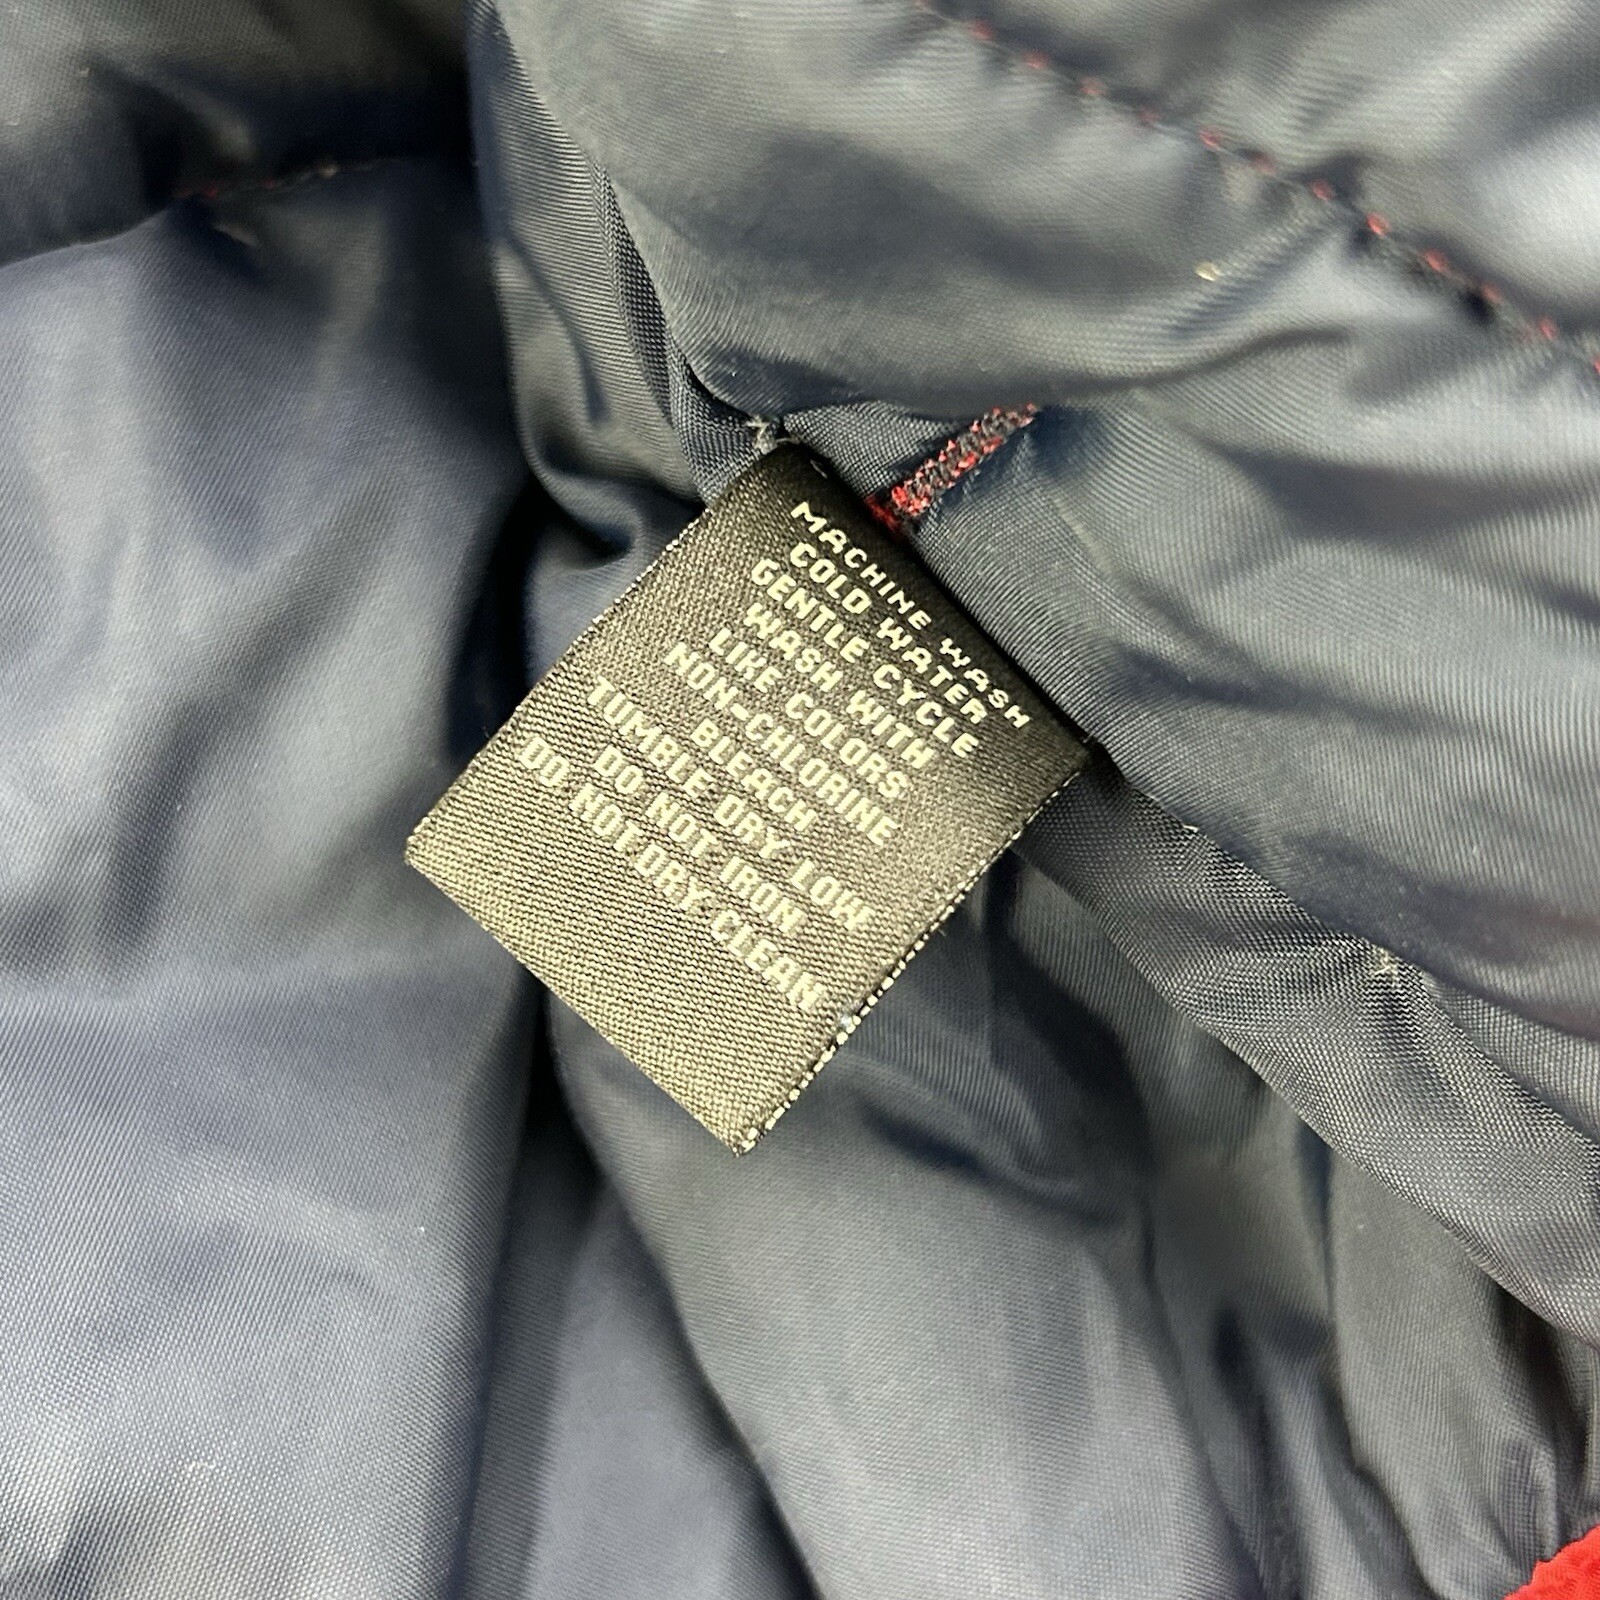 MACHINE WASH
COLD WATER
GENTLE CYCLE
WASH WITH
LIKE COLORS
NON-CHLORINE
BLEACH
TUMBLE DRY LOW
DO NOT IRON
DO NOT DRY CLEAN